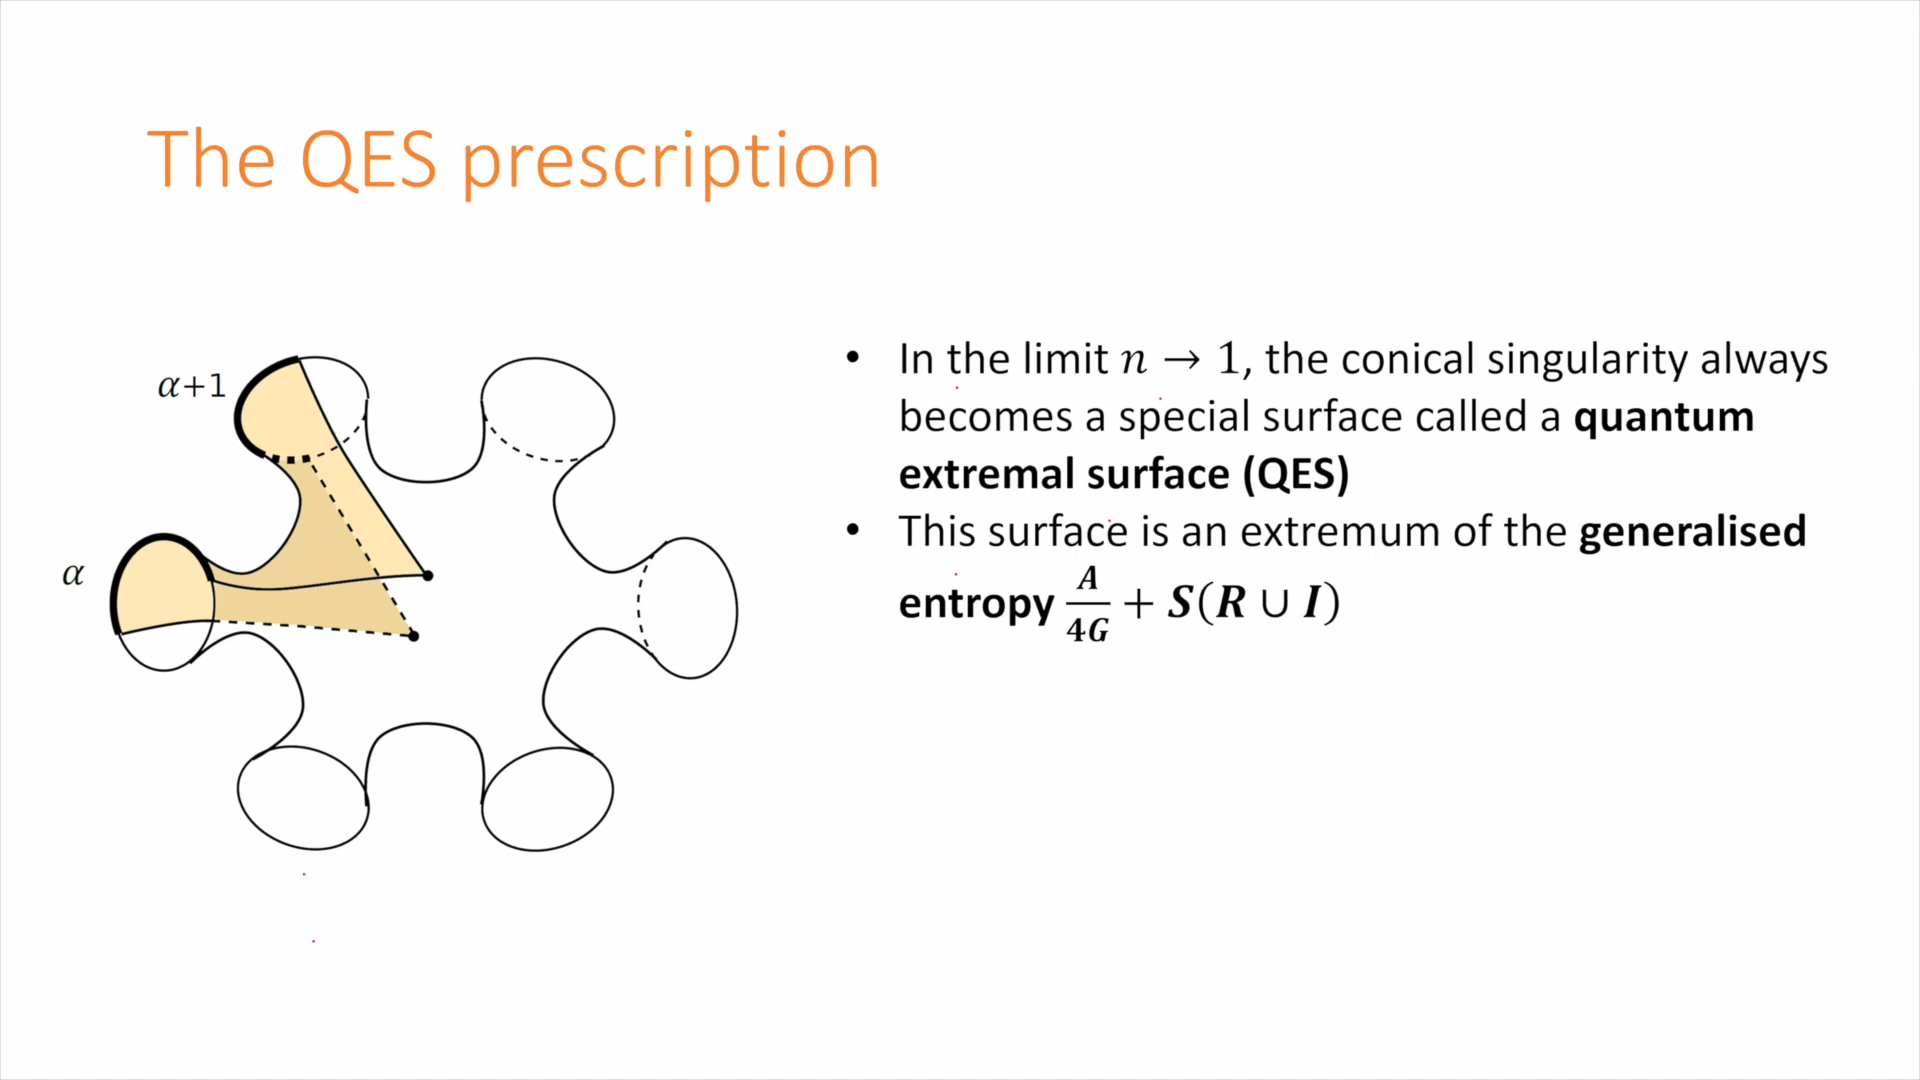 The QES prescription
α+1
α
• In the limit n → 1, the conical singularity always
becomes a special surface called a quantum
extremal surface (QES)
• This surface is an extremum of the generalised
entropy A/4G + S(R ∪ I)